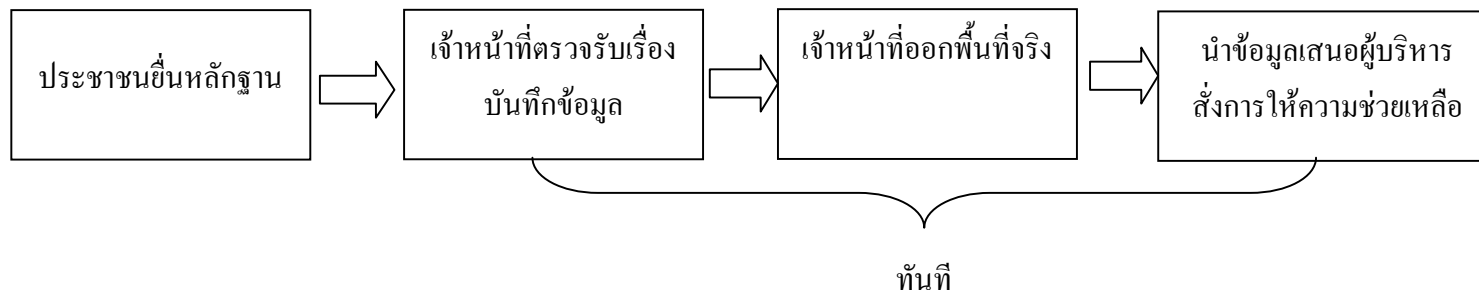 ประชาชนยื่นหลักฐาน
เจ้าหน้าที่ตรวจรับเรื่อง
บันทึกข้อมูล
เจ้าหน้าที่ออกพื้นที่จริง
นำข้อมูลเสนอผู้บริหาร
สั่งการให้ความช่วยเหลือ
ทันที